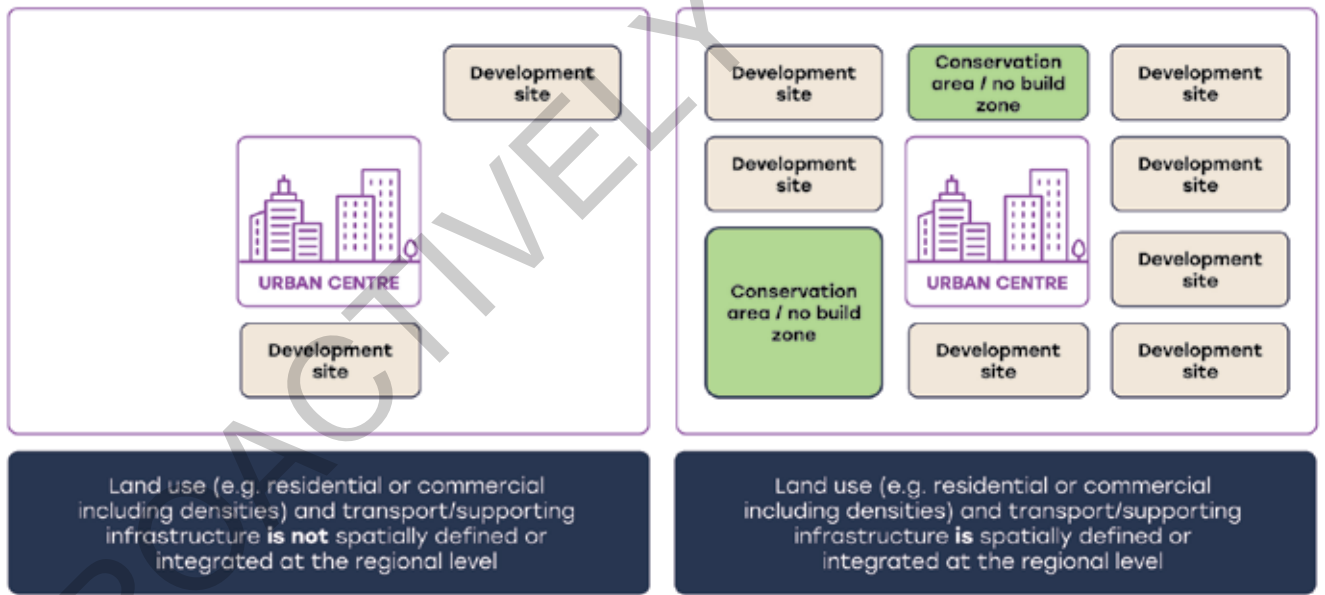 Development
site
URBAN CENTRE
Development
site
Land use (e.g. residential or commercial
including densities) and transport/supporting
infrastructure is not spatially defined or
integrated at the regional level
Development
site
Conservation
area / no build
zone
Development
site
Development
site
URBAN CENTRE
Development
site
Conservation
area / no build
zone
Development
site
Development
site
Development
site
Land use (e.g. residential or commercial
including densities) and transport/supporting
infrastructure is spatially defined or
integrated at the regional level
ROACTIVELY